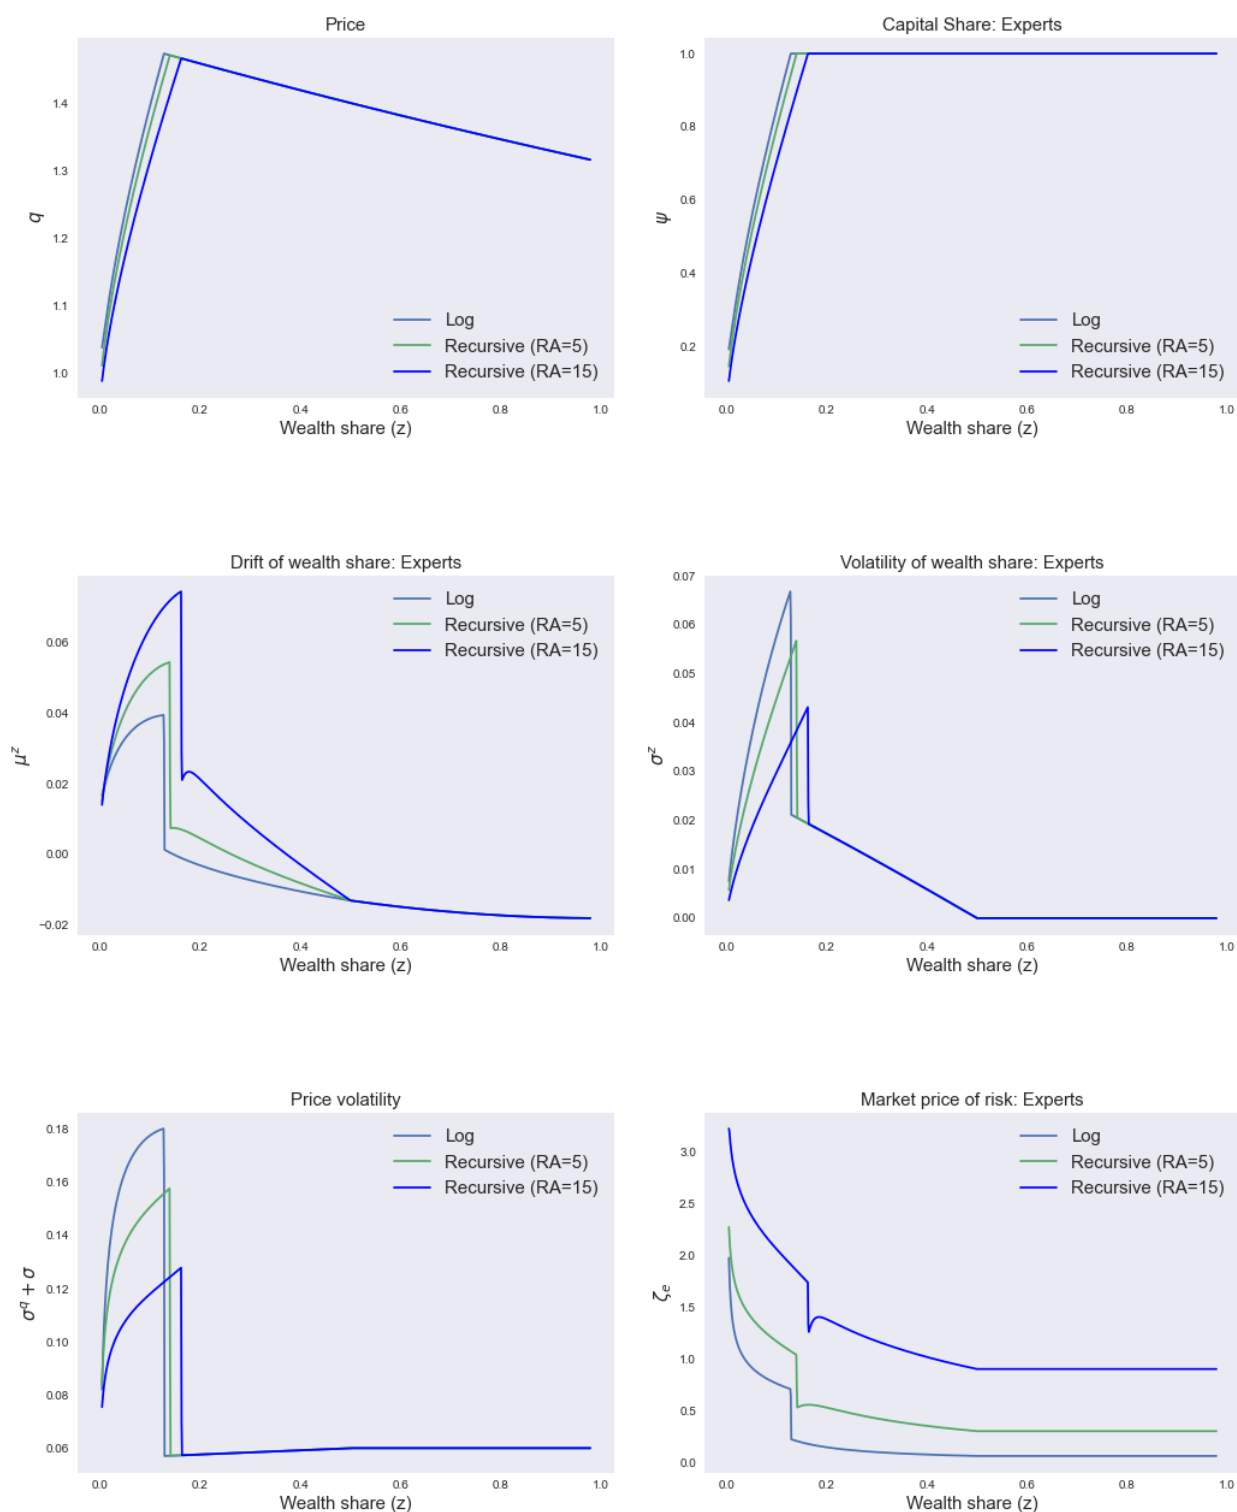 Price
1.4
1.3
1.2
1.1
1.0
q
Log
Recursive (RA=5)
Recursive (RA=15)
0.0 0.2 0.4 0.6 0.8 1.0
Wealth share (z)
Capital Share: Experts
1.0
0.8
0.6
0.4
0.2
ψ
Log
Recursive (RA=5)
Recursive (RA=15)
0.0 0.2 0.4 0.6 0.8 1.0
Wealth share (z)
Drift of wealth share: Experts
0.06
0.04
0.02
0.00
−0.02
μ^z
Log
Recursive (RA=5)
Recursive (RA=15)
0.0 0.2 0.4 0.6 0.8 1.0
Wealth share (z)
Volatility of wealth share: Experts
0.07
0.06
0.05
0.04
0.03
0.02
0.01
0.00
σ^z
Log
Recursive (RA=5)
Recursive (RA=15)
0.0 0.2 0.4 0.6 0.8 1.0
Wealth share (z)
Price volatility
0.18
0.16
0.14
0.12
0.10
0.08
0.06
σ^q + σ
Log
Recursive (RA=5)
Recursive (RA=15)
0.0 0.2 0.4 0.6 0.8 1.0
Wealth share (z)
Market price of risk: Experts
3.0
2.5
2.0
1.5
1.0
0.5
0.0
ζ_e
Log
Recursive (RA=5)
Recursive (RA=15)
0.0 0.2 0.4 0.6 0.8 1.0
Wealth share (z)